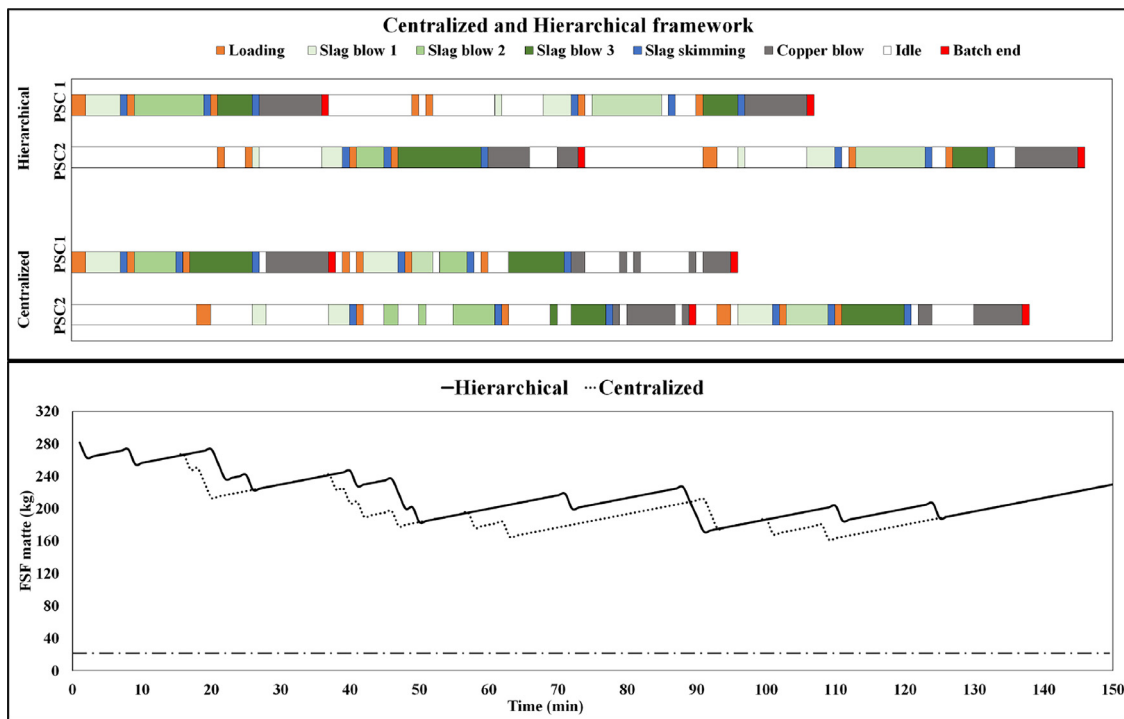 Centralized and Hierarchical framework
Loading Slag blow 1 Slag blow 2 Slag blow 3 Slag skimming Copper blow Idle Batch end
Hierarchical
PSC 1
PSC2
Centralized
PSC1
PSC2
Hierarchical Centralized
FSF matte (kg)
320
280
240
200
160
120
80
40
0
0 10 20 30 40 50 60 70 80 90 100 110 120 130 140 150
Time (min)